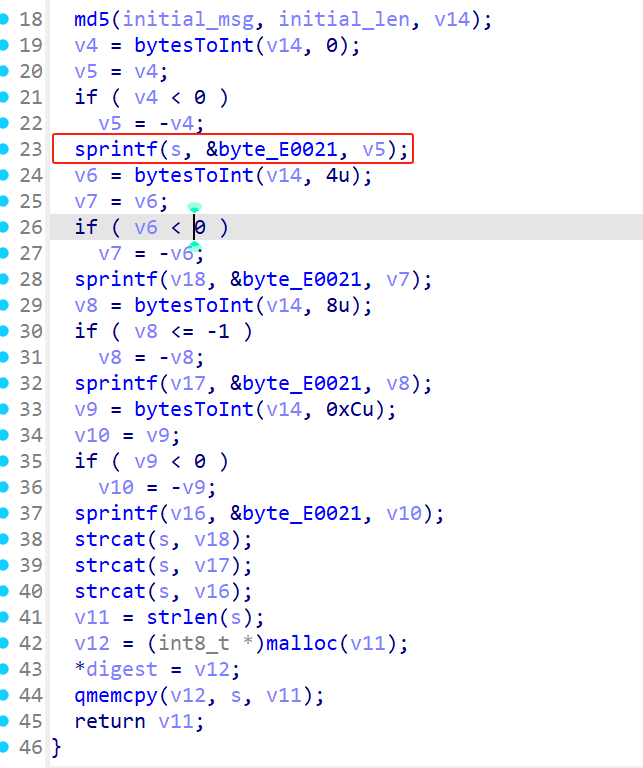 18 md5(initial_msg, initial_len, v14);
19 v4 = bytesToInt(v14, 0);
20 v5 = v4;
21 if ( v4 < 0 )
22 v5 = -v4;
23 sprintf(s, &byte_E0021, v5);
24 v6 = bytesToInt(v14, 4u);
25 v7 = v6;
26 if ( v6 < 0 )
27 v7 = -v6;
28 sprintf(v18, &byte_E0021, v7);
29 v8 = bytesToInt(v14, 8u);
30 if ( v8 <= -1 )
31 v8 = -v8;
32 sprintf(v17, &byte_E0021, v8);
33 v9 = bytesToInt(v14, 0xCu);
34 v10 = v9;
35 if ( v9 < 0 )
36 v10 = -v9;
37 sprintf(v16, &byte_E0021, v10);
38 strcat(s, v18);
39 strcat(s, v17);
40 strcat(s, v16);
41 v11 = strlen(s);
42 v12 = (int8_t *)malloc(v11);
43 *digest = v12;
44 qmemcpy(v12, s, v11);
45 return v11;
46 }